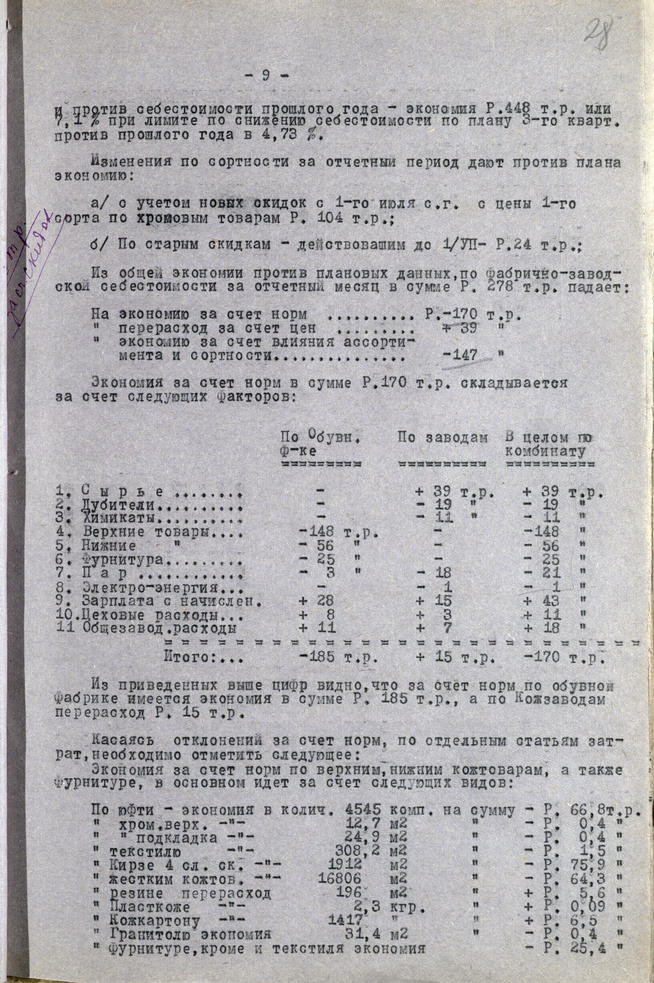 28
- 9 -
и против себестоимости прошлого года - экономия Р.448 т.р. или
7,1 % при лимите по снижению себестоимости по плану 3-го кварт.
против прошлого года в 4,73 %.
Изменения по сортности за отчетный период дают против плана
экономию:
а/ с учетом новых скидок с 1-го июля с.г. с цены 1-го
сорта по хромовым товарам Р. 104 т.р.;
б/ По старым скидкам - действовашим до 1/УП- Р.24 т.р.;
Из общей экономии против плановых данных,по фабрично-завод-
ской себестоимости за отчетный месяц в сумме Р. 278 т.р. падает:
На экономию за счет норм .......... Р.-170 т.р.
" перерасход за счет цен ......... + 39 "
" экономию за счет влияния ассорти-
мента и сортности............... -147 "
Экономия за счет норм в сумме Р.170 т.р. складывается
за счет следующих факторов:
По Обувн. По заводам В целом по
ф-ке комбинату
========= ========= =========
1. С ы р ь е ........ - + 39 т.р. + 39 т.р.
2. Дубители.......... - - 19 " - 19 "
3. Химикаты.......... - - 11 " - 11 "
4. Верхние товары.... -148 т.р. - -148 "
5. Нижние " - 56 " - - 56 "
6. Фурнитура......... - 25 " - - 25 "
7. П а р ............ - 3 " - 18 - 21 "
8. Электро-энергия... - - 1 - 1 "
9. Зарплата с начислен. + 28 + 15 + 43 "
10.Цеховые расходы... + 8 + 3 + 11 "
11 Общезавод.расходы + 11 + 7 + 18 "
= = = = = = = = = = = = = = = = = = = = = = = = = = = =
Итого:... -185 т.р. + 15 т.р. -170 т.р.
Из приведенных выше цифр видно,что за счет норм по обувной
Фабрике имеется экономия в сумме Р. 185 т.р., а по Кожзаводам
перерасход Р. 15 т.р.
Касаясь отклонений за счет норм, по отдельным статьям зат-
рат,необходимо отметить следующее:
Экономия за счет норм по верхним,нижним кожтоварам, а также
фурнитуре, в основном идет за счет следующих видов:
По юфти - экономия в колич. 4545 комп. на сумму - Р. 66,8т.р.
" хром.верх. -"- 12,7 м2 " - Р. 0,4 "
" " подкладка -"- 24,9 м2 " - Р. 0,4 "
" текстилю -"- 308,2 м2 " - Р. 1,5 "
" Кирзе 4 сл. ск. -"- 1912 м2 " - Р. 75,9 "
" жестким кожтов. -"- 16806 м2 " - Р. 64,3 "
" резине перерасход 196 м2 " + Р. 5,6 "
" Пласткоже -"- 2,3 кгр. " + Р. 0,09 "
" Кожкартону -"- 1417 " " + Р. 6,5 "
" Гранитолю экономия 31,4 м2 " - Р. 0,4 "
" Фурнитуре,кроме и текстиля экономия - Р. 25,4 "